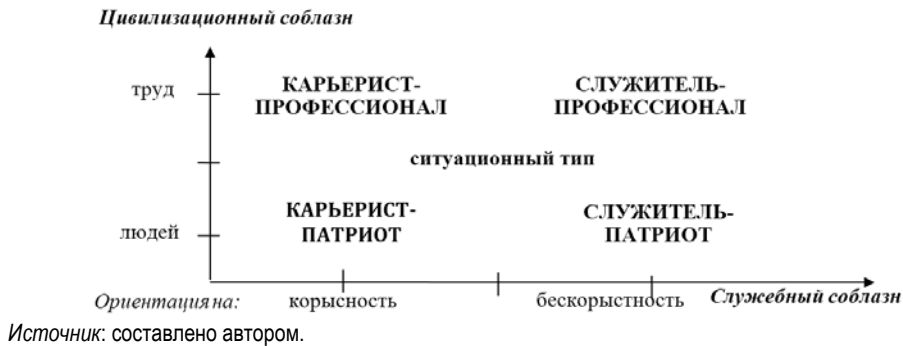 Цивилизационный соблазн
труд
КАРЬЕРИСТ-
ПРОФЕССИОНАЛ
СЛУЖИТЕЛЬ-
ПРОФЕССИОНАЛ
ситуационный тип
людей
КАРЬЕРИСТ-
ПАТРИОТ
СЛУЖИТЕЛЬ-
ПАТРИОТ
Ориентация на: корысность бескорыстность Служебный соблазн
Источник: составлено автором.